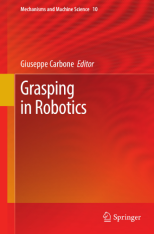 Mechanisms and Machine Science 10
Giuseppe Carbone Editor
Grasping
in Robotics
Springer